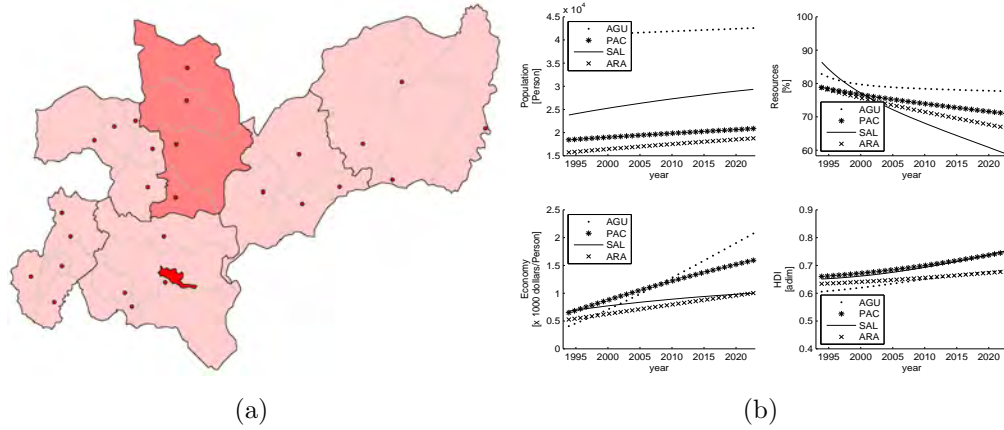 x 10⁴
4.5
4
3.5
3
2.5
2
1.5
Population
[Person]
AGU
PAC
SAL
ARA
1995 2000 2005 2010 2015 2020
year
100
90
80
70
60
Resources
[%]
AGU
PAC
SAL
ARA
1995 2000 2005 2010 2015 2020
year
2.5
2
1.5
1
0.5
0
Economy
[x 1000 dollars/Person]
AGU
PAC
SAL
ARA
1995 2000 2005 2010 2015 2020
year
0.9
0.8
0.7
0.6
0.5
0.4
HDI
[adim]
AGU
PAC
SAL
ARA
1995 2000 2005 2010 2015 2020
year
(a)
(b)